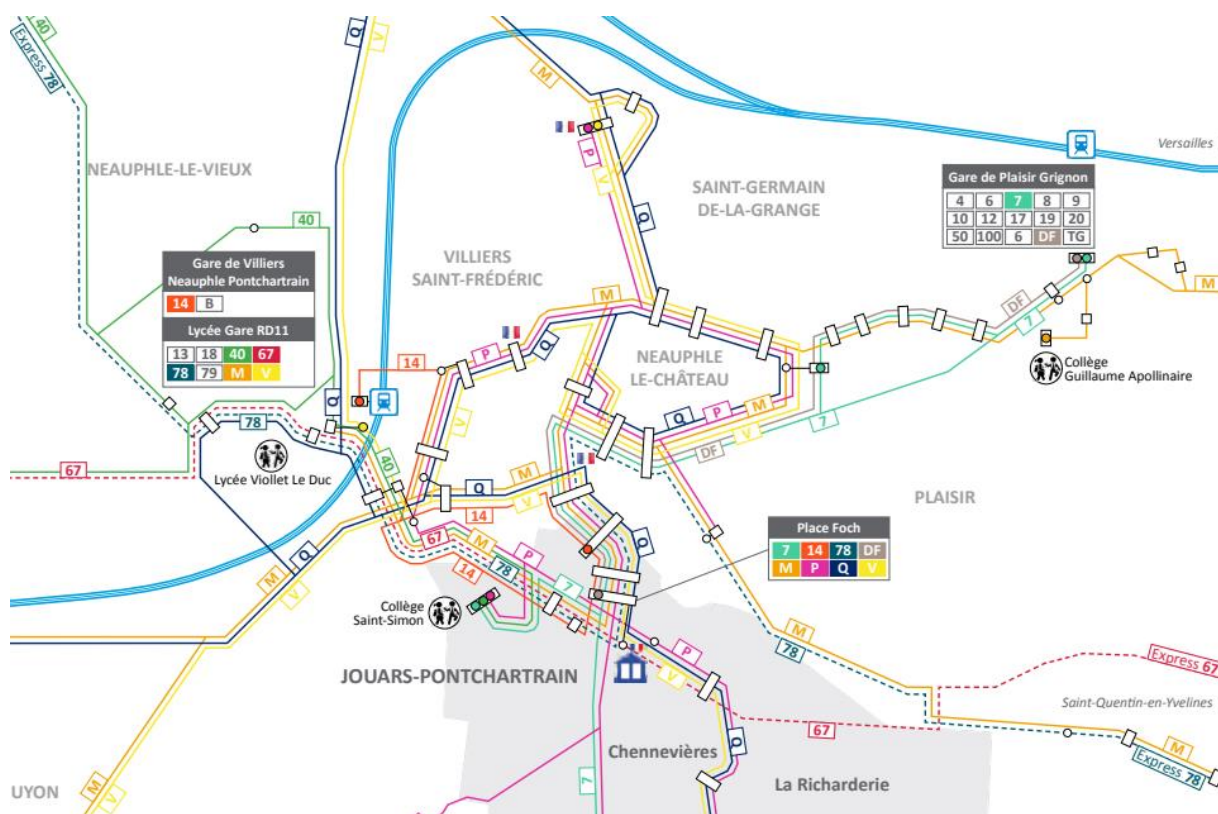 40
Express 78
Q
V
M
Versailles
NEAUPHLE-LE-VIEUX
P
V
SAINT-GERMAIN
DE-LA-GRANGE
Gare de Plaisir Grignon
4 6 7 8 9
10 12 17 19 20
50 100 6 DF TG
40
Q
Gare de Villiers
Neauphle Pontchartrain
14 B
Lycée Gare RD11
13 18 40 67
78 79 M V
VILLIERS
SAINT-FRÉDÉRIC
M
DF
7
M
14
P
Q
NEAUPHLE
LE-CHÂTEAU
Collège
Guillaume Apollinaire
Q
78
V
Q
P
M
V
7
DF
Lycée Viollet Le Duc
67
40
M
Q
14
V
PLAISIR
67
M
P
Q
Place Foch
7 14 78 DF
M P Q V
Q
M
V
14
78
7
Collège
Saint-Simon
P
M
78
Express 67
JOUARS-PONTCHARTRAIN
V
Saint-Quentin-en-Yvelines
67
Chennevières
Q
M
Express 78
7
La Richarderie
UYON
M
V